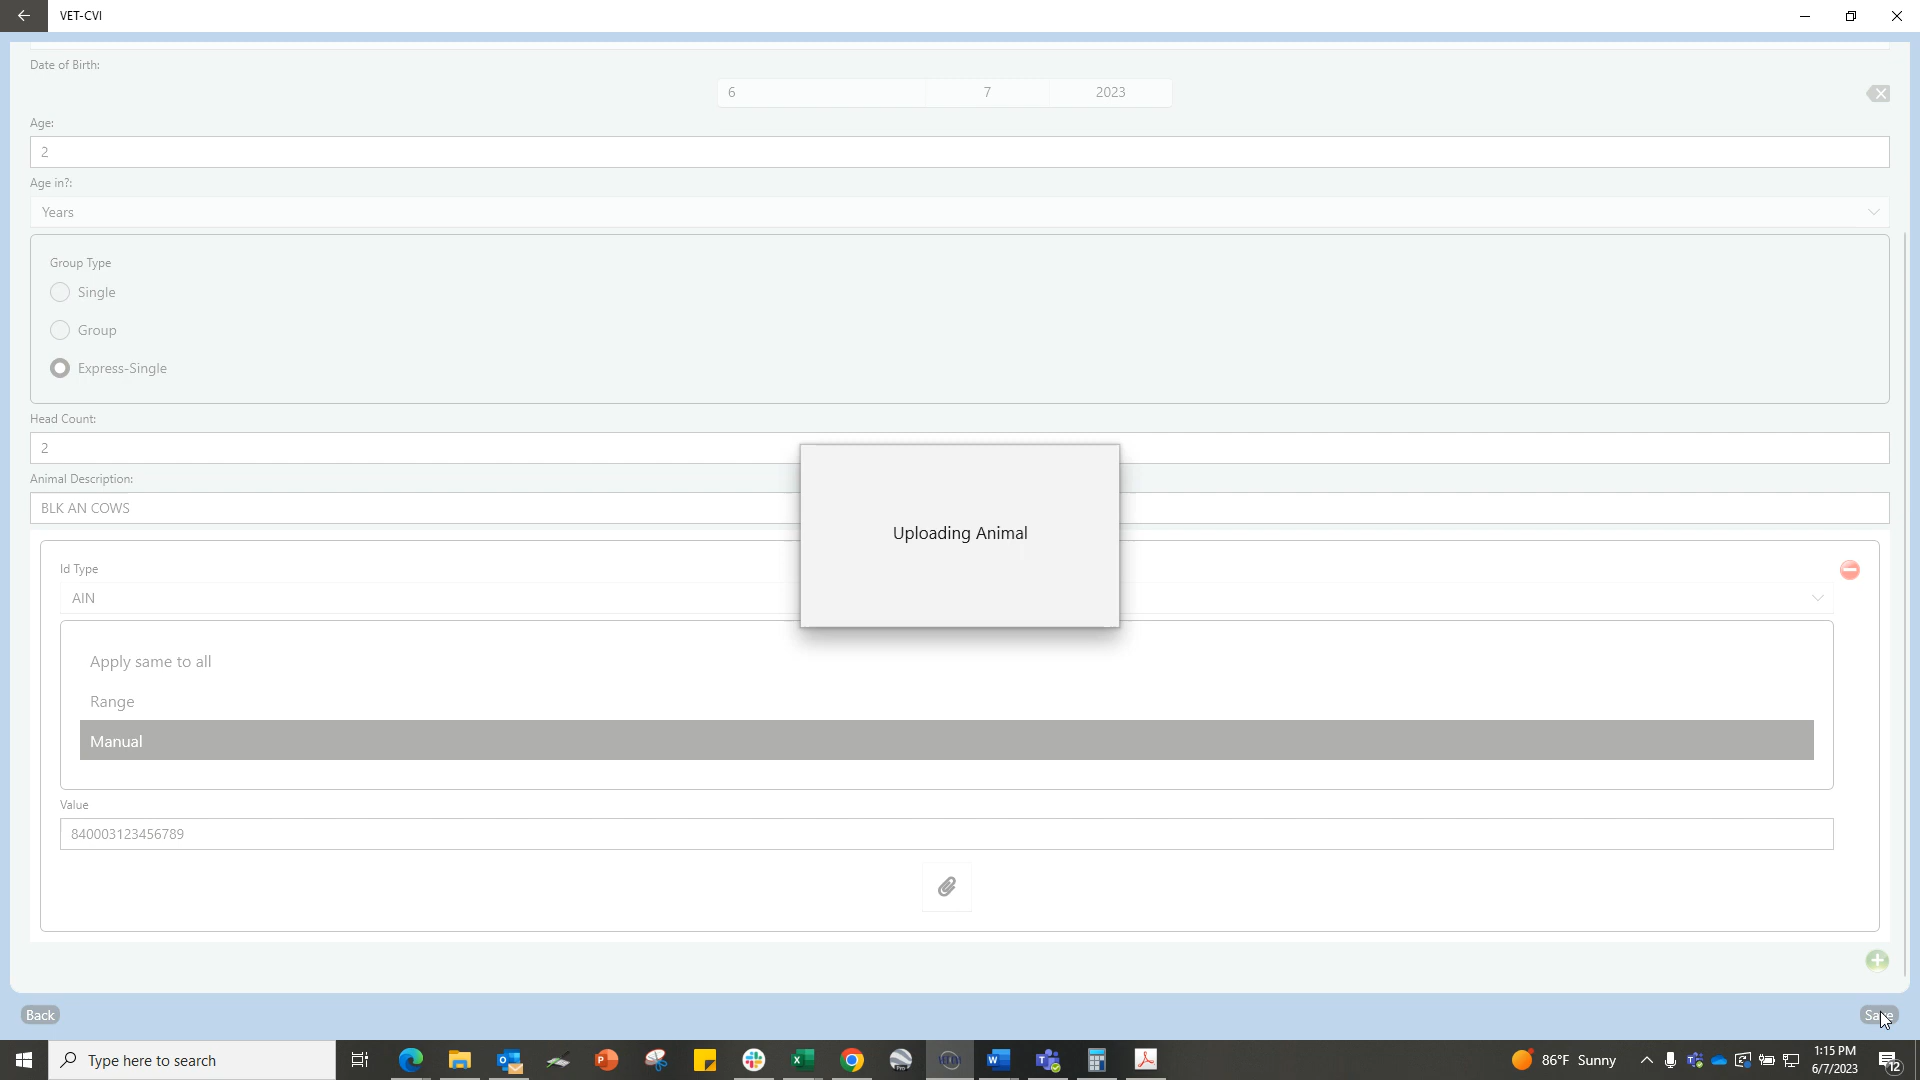 VET-CVI
Date of Birth:
6 7 2023
Age:
2
Age in?:
Years
Group Type
Single
Group
Express-Single
Head Count:
2
Animal Description:
BLK AN COWS
Uploading Animal
Id Type
AIN
Apply same to all
Range
Manual
Value
840003123456789
Back
Save
Type here to search
86°F Sunny
1:15 PM
6/7/2023
12